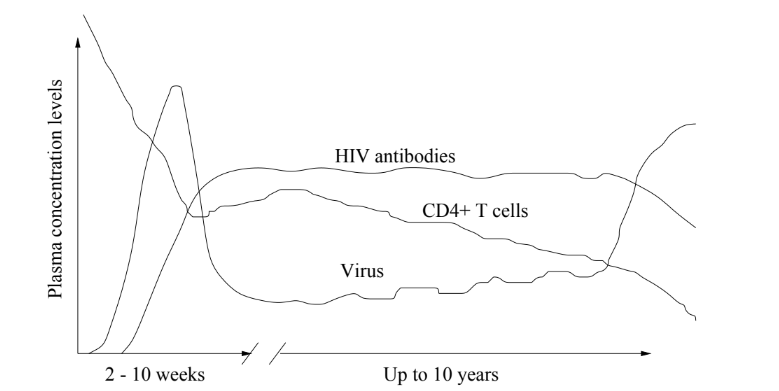 Plasma concentration levels
HIV antibodies
CD4+ T cells
Virus
2 - 10 weeks
Up to 10 years